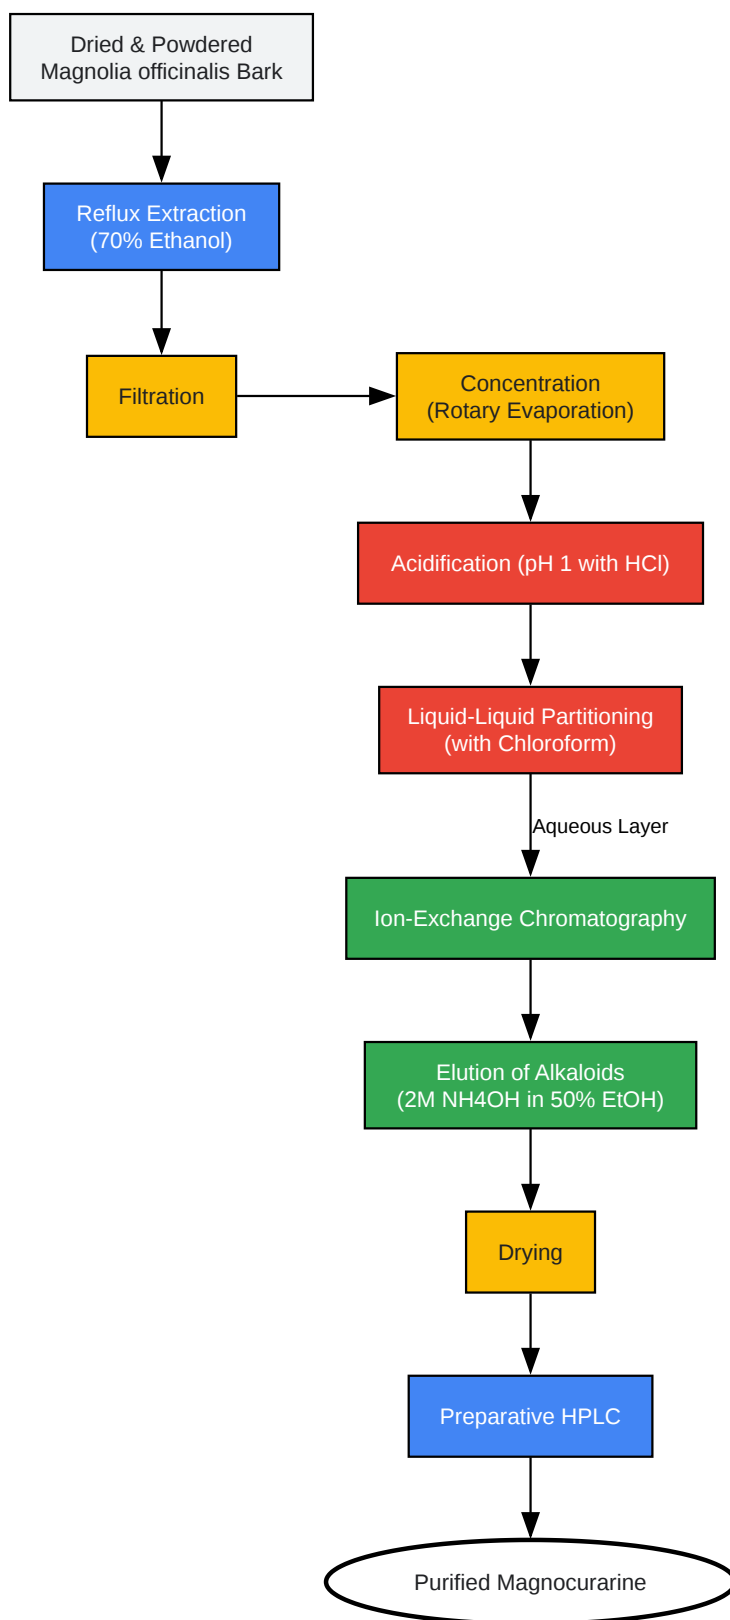 Dried & Powdered
Magnolia officinalis Bark
Reflux Extraction
(70% Ethanol)
Filtration
Concentration
(Rotary Evaporation)
Acidification (pH 1 with HCl)
Liquid-Liquid Partitioning
(with Chloroform)
Aqueous Layer
Ion-Exchange Chromatography
Elution of Alkaloids
(2M NH4OH in 50% EtOH)
Drying
Preparative HPLC
Purified Magnocurarine